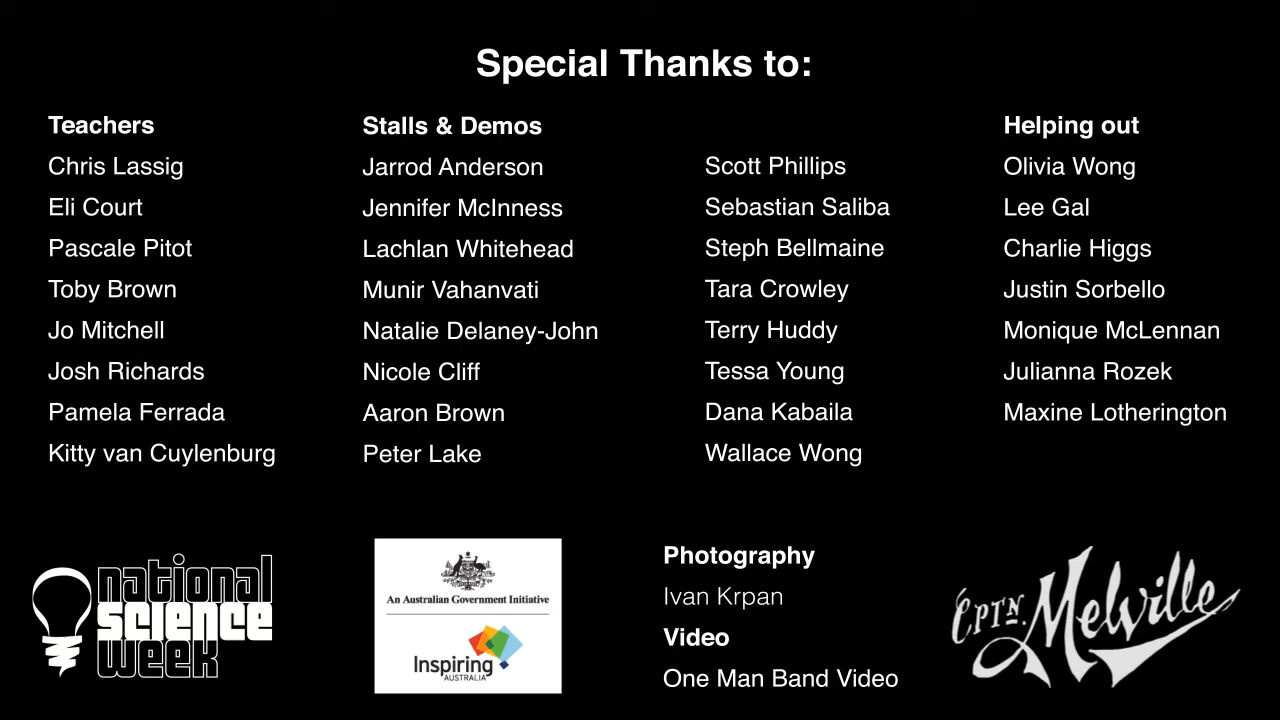 Special Thanks to:
Teachers
Chris Lassig
Eli Court
Pascale Pitot
Toby Brown
Jo Mitchell
Josh Richards
Pamela Ferrada
Kitty van Cuylenburg
Stalls & Demos
Jarrod Anderson
Jennifer McInness
Lachlan Whitehead
Munir Vahanvati
Natalie Delaney-John
Nicole Cliff
Aaron Brown
Peter Lake
Scott Phillips
Sebastian Saliba
Steph Bellmaine
Tara Crowley
Terry Huddy
Tessa Young
Dana Kabaila
Wallace Wong
Helping out
Olivia Wong
Lee Gal
Charlie Higgs
Justin Sorbello
Monique McLennan
Julianna Rozek
Maxine Lotherington
national
science
week
An Australian Government Initiative
Inspiring
AUSTRALIA
Photography
Ivan Krpan
Video
One Man Band Video
CPTN. Melville